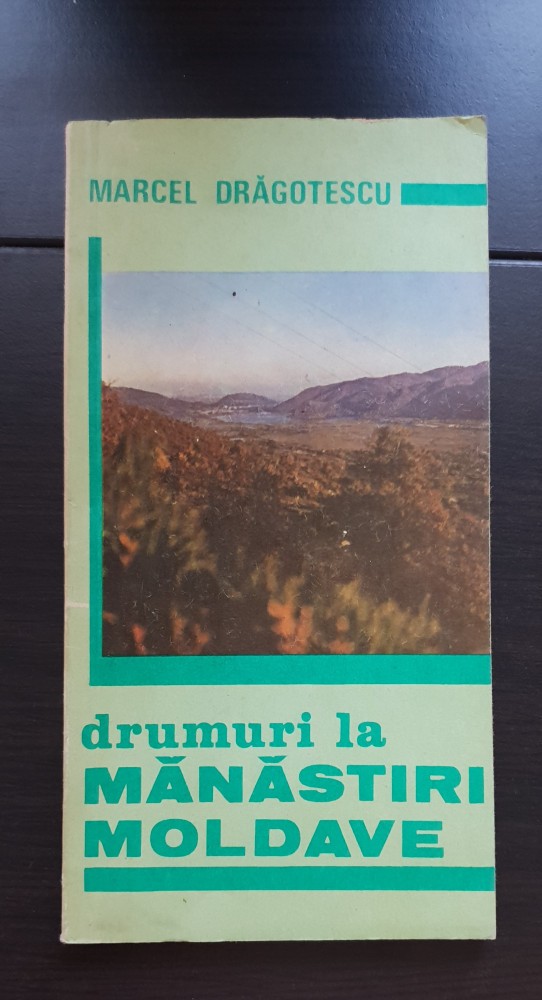 MARCEL DRĂGOTESCU
drumuri la
MĂNĂSTIRI
MOLDAVE